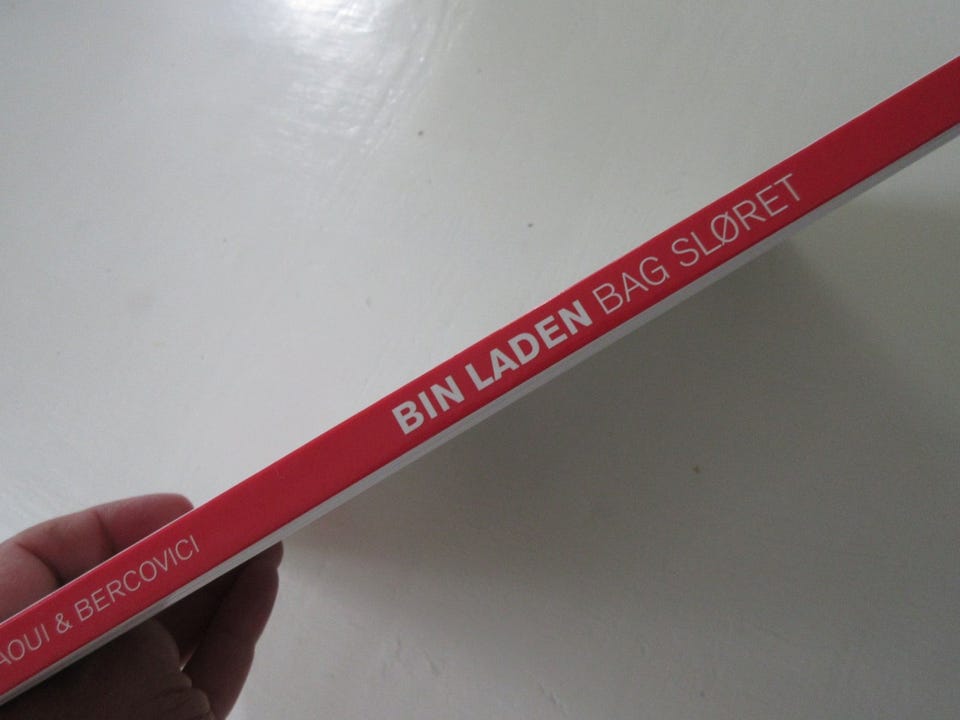 AOUI & BERCOVICI
BIN LADEN BAG SLØRET